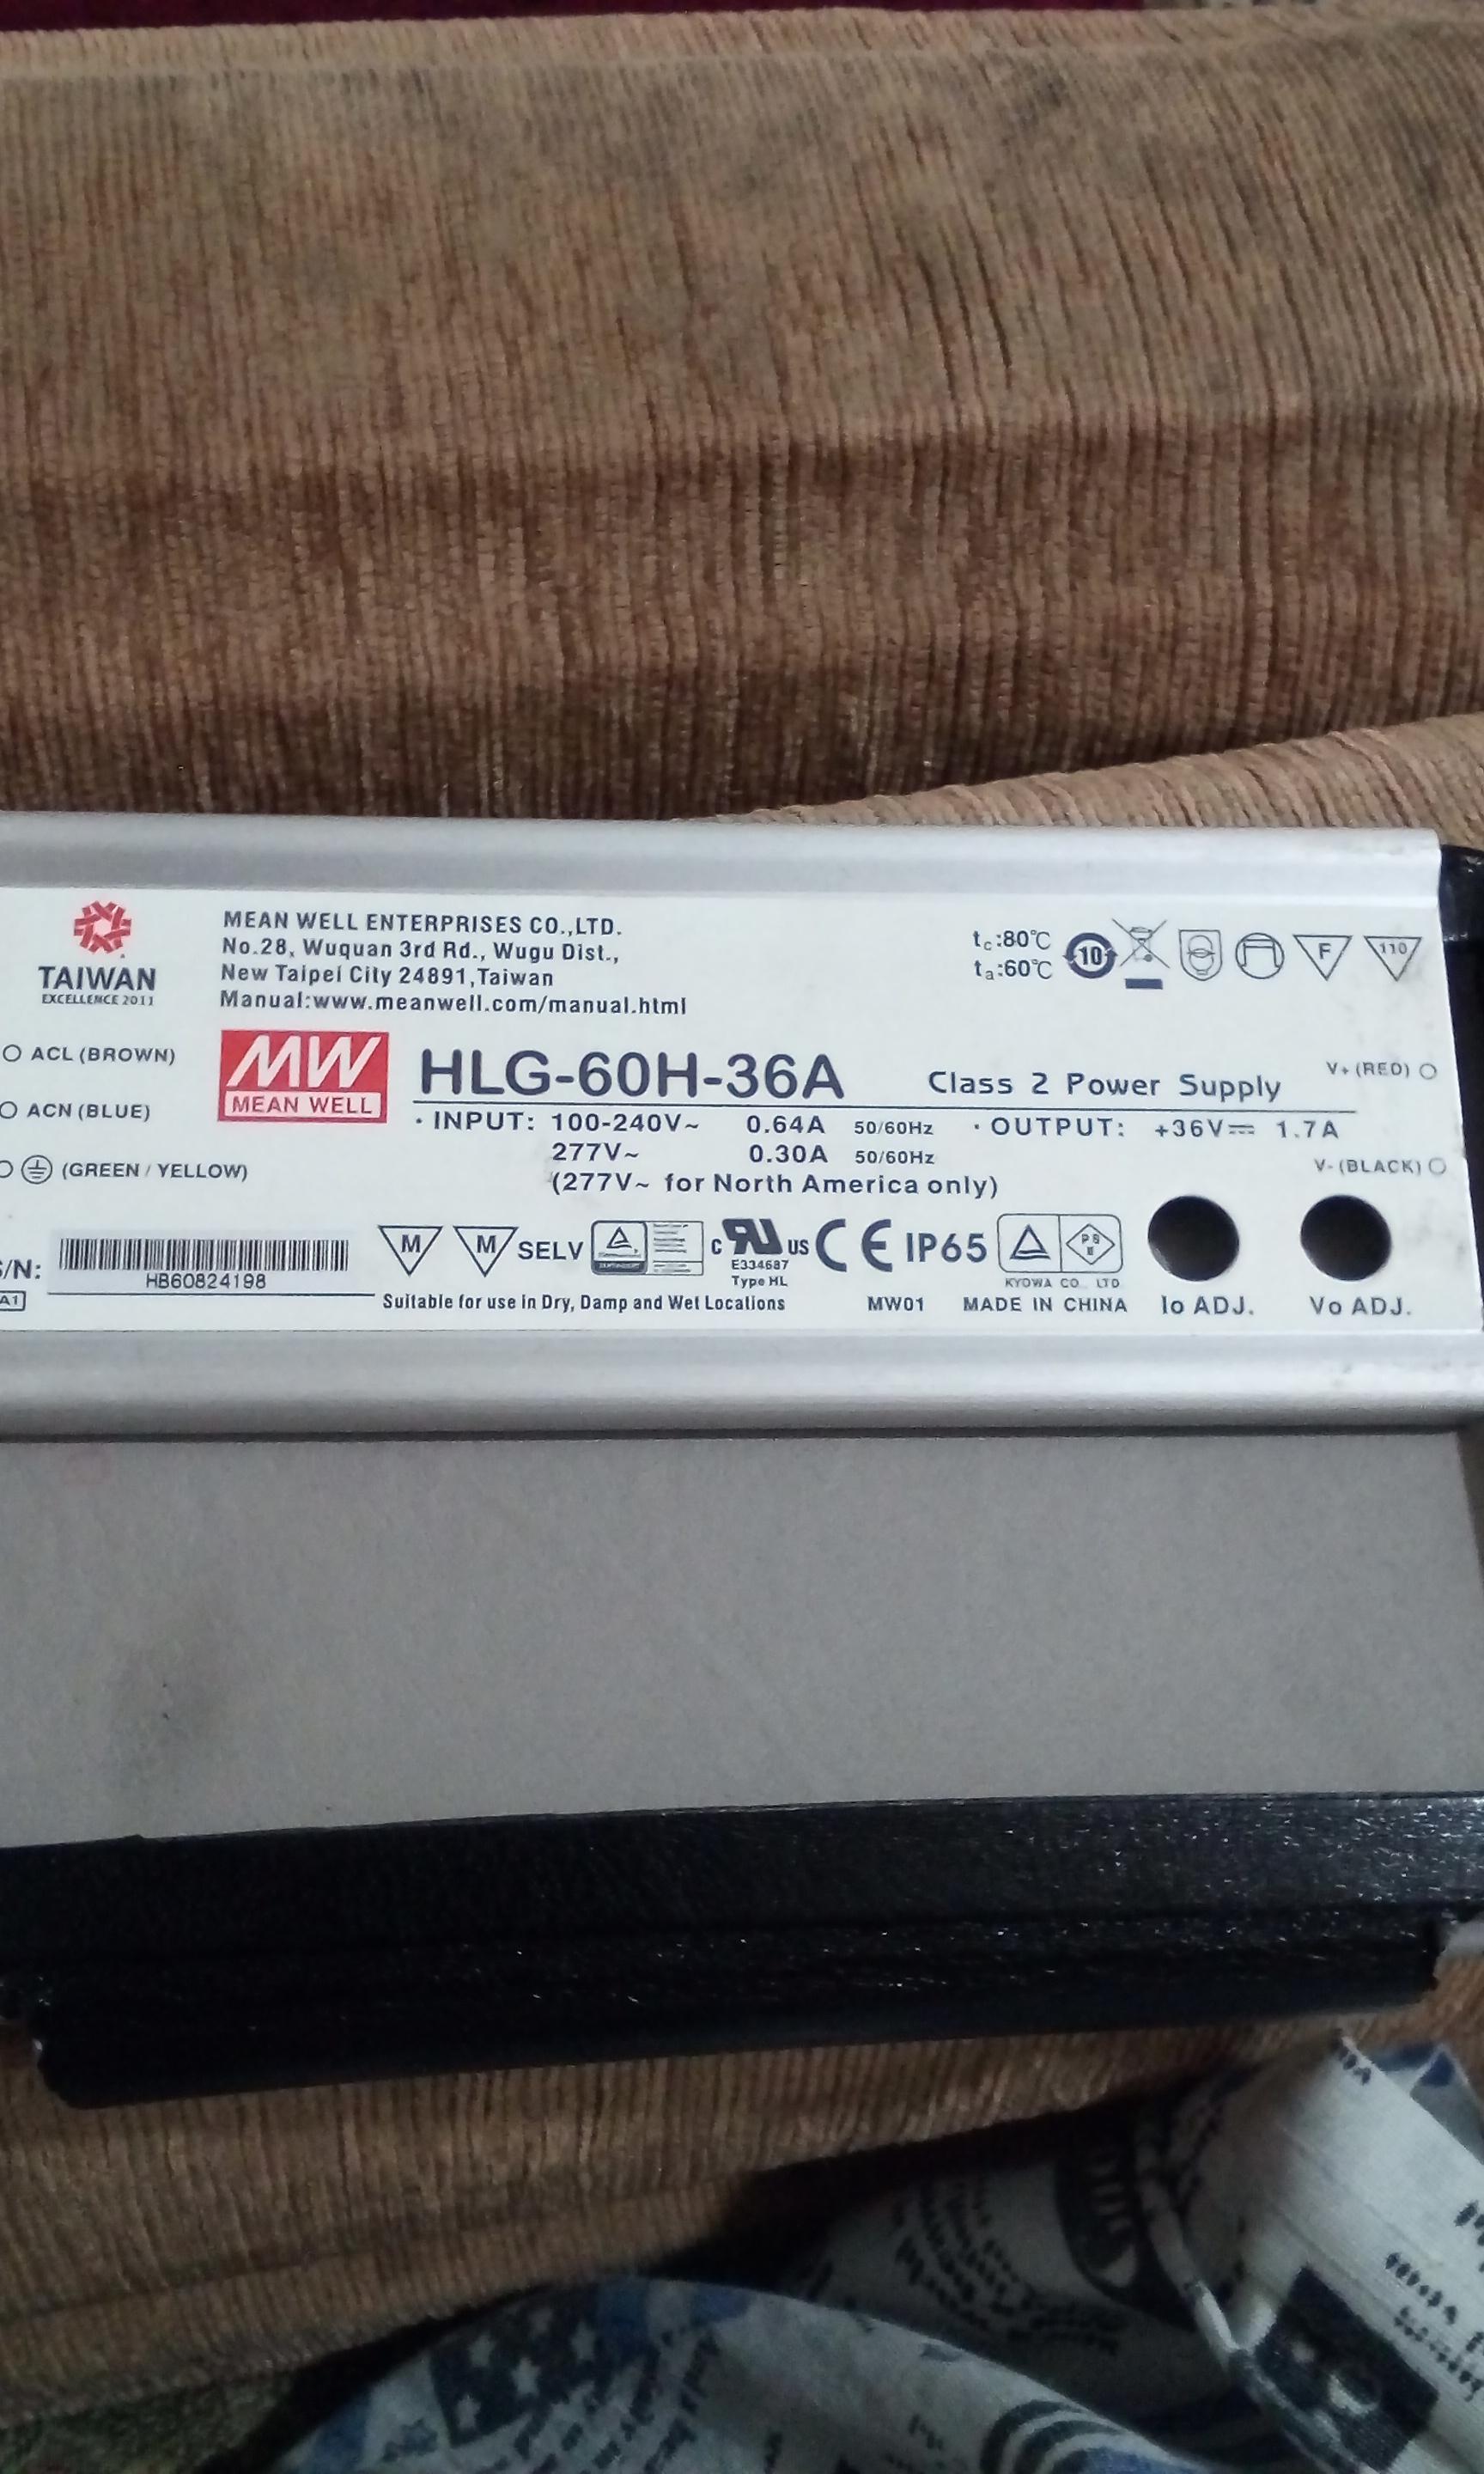 TAIWAN
EXCELLENCE 2011
MEAN WELL ENTERPRISES CO.,LTD.
No.28, Wuquan 3rd Rd., Wugu Dist.,
New Taipei City 24891,Taiwan
Manual:www.meanwell.com/manual.html
tc:80℃
ta:60℃
10
F
110
ACL (BROWN)
ACN (BLUE)
(GREEN / YELLOW)
MW
MEAN WELL
HLG-60H-36A
Class 2 Power Supply
V+ (RED)
· INPUT: 100-240V~ 0.64A 50/60Hz
277V~ 0.30A 50/60Hz
(277V~ for North America only)
· OUTPUT: +36V⎓ 1.7A
V- (BLACK)
S/N:
HB60824198
A1
M
M
SELV
c RU US
E334687
Type HL
CE
IP65
PS
E
KYOWA CO. LTD
Suitable for use in Dry, Damp and Wet Locations
MW01
MADE IN CHINA
Io ADJ.
Vo ADJ.